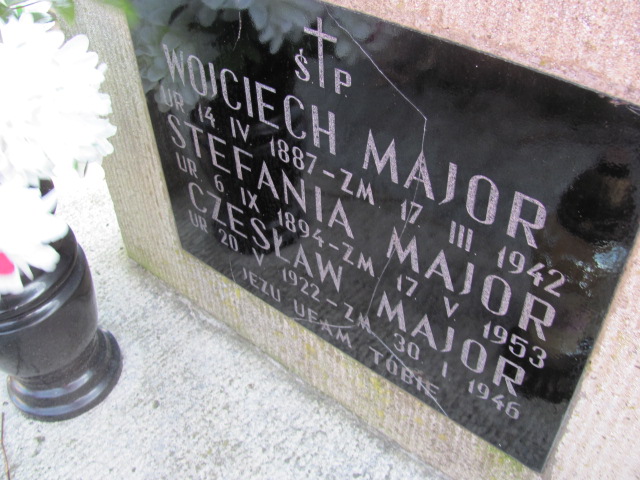 Ś P
WOJCIECH MAJOR
UR 14 IV 1887 - ZM 17 III 1942
STEFANIA MAJOR
UR. 6 IX 1894 - ZM 17. V 1953
CZESŁAW MAJOR
UR 20 V 1922 - ZM 30 I 1946
JEZU UFAM TOBIE